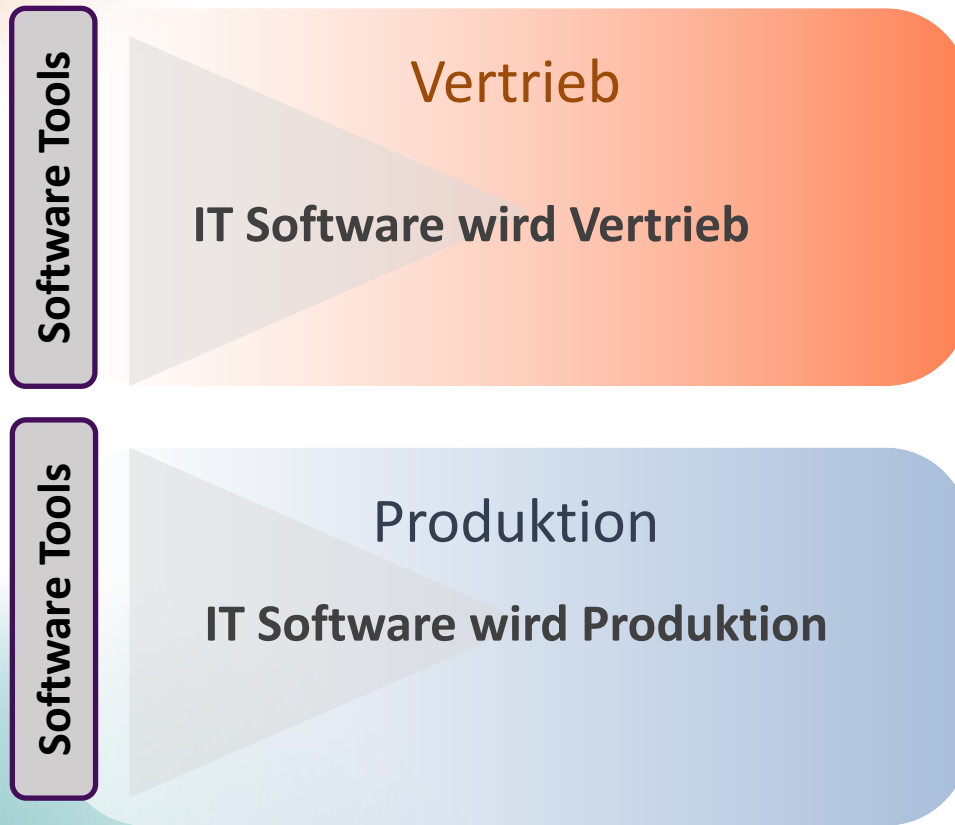 Software Tools
Vertrieb
IT Software wird Vertrieb
Software Tools
Produktion
IT Software wird Produktion